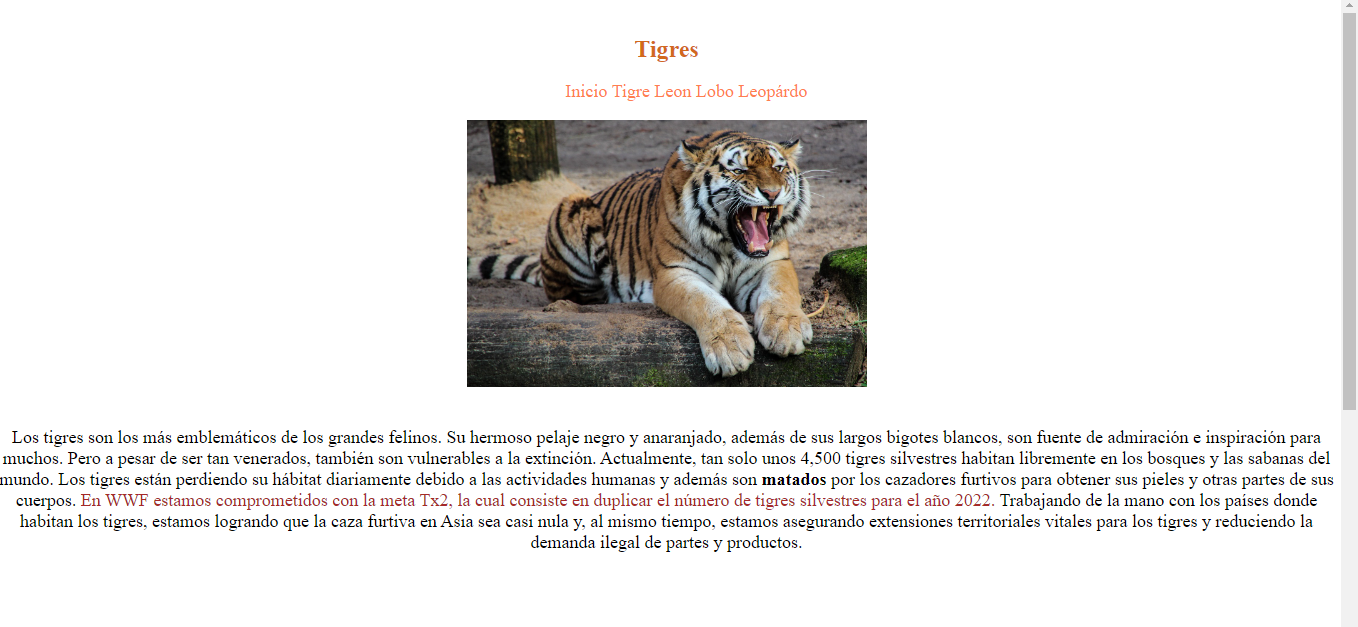 Tigres
Inicio Tigre Leon Lobo Leopárdo
Los tigres son los más emblemáticos de los grandes felinos. Su hermoso pelaje negro y anaranjado, además de sus largos bigotes blancos, son fuente de admiración e inspiración para
muchos. Pero a pesar de ser tan venerados, también son vulnerables a la extinción. Actualmente, tan solo unos 4,500 tigres silvestres habitan libremente en los bosques y las sabanas del
mundo. Los tigres están perdiendo su hábitat diariamente debido a las actividades humanas y además son matados por los cazadores furtivos para obtener sus pieles y otras partes de sus
cuerpos. En WWF estamos comprometidos con la meta Tx2, la cual consiste en duplicar el número de tigres silvestres para el año 2022. Trabajando de la mano con los países donde
habitan los tigres, estamos logrando que la caza furtiva en Asia sea casi nula y, al mismo tiempo, estamos asegurando extensiones territoriales vitales para los tigres y reduciendo la
demanda ilegal de partes y productos.